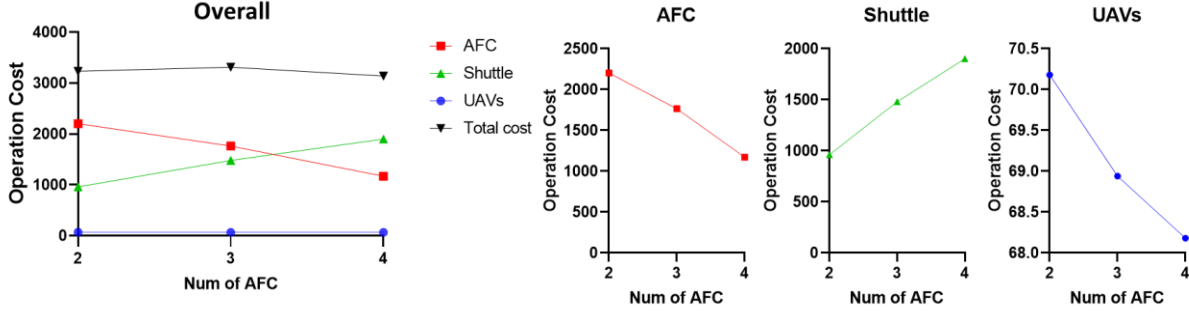 Overall
4000
3000
2000
1000
0
2
3
4
Operation Cost
Num of AFC
AFC
Shuttle
UAVs
Total cost
AFC
2500
2000
1500
1000
500
0
2
3
4
Operation Cost
Num of AFC
Shuttle
2000
1500
1000
500
0
2
3
4
Operation Cost
Num of AFC
UAVs
70.5
70.0
69.5
69.0
68.5
68.0
2
3
4
Operation Cost
Num of AFC